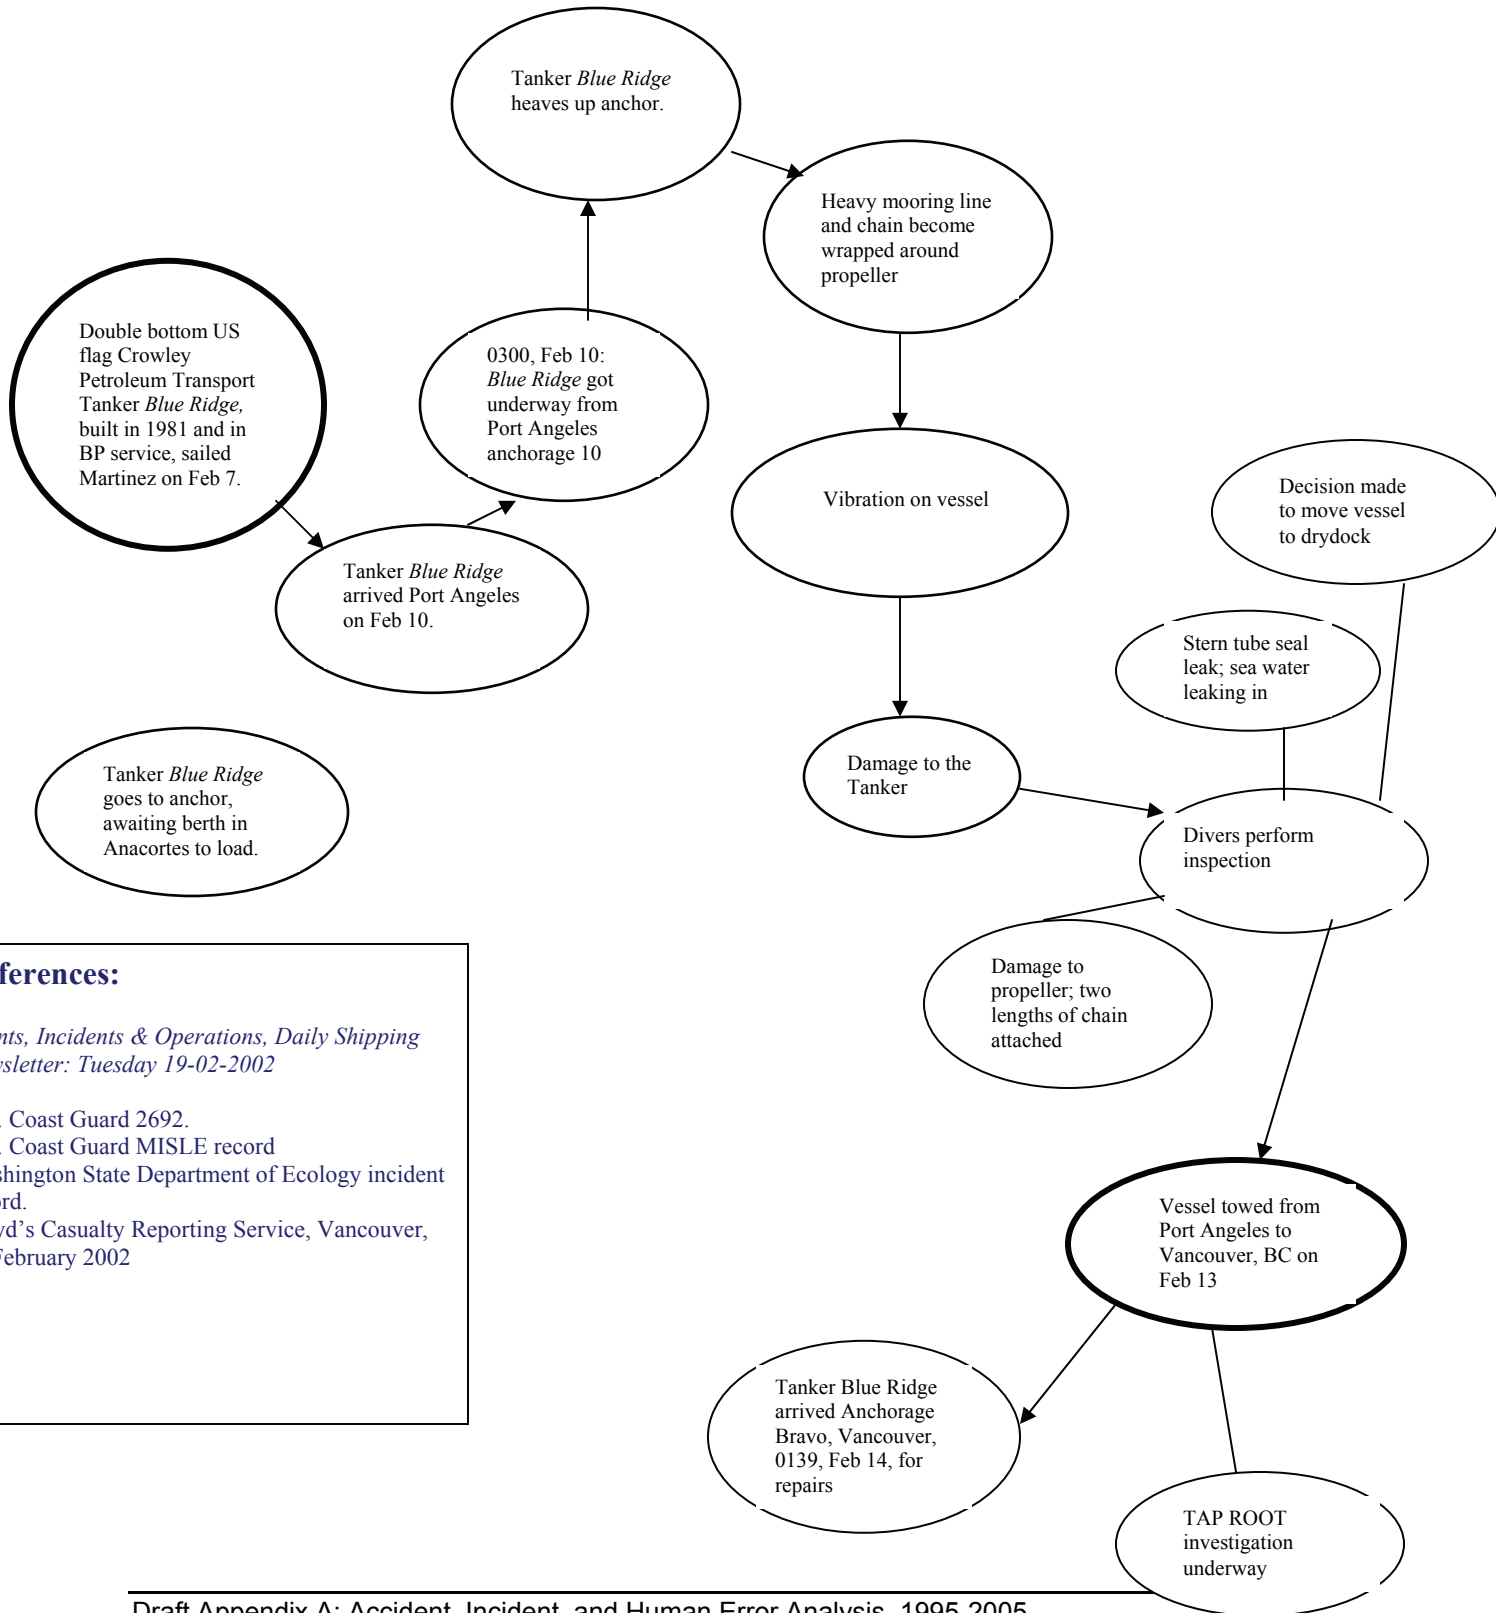 Tanker Blue Ridge
heaves up anchor.
Heavy mooring line
and chain become
wrapped around
propeller
Double bottom US
flag Crowley
Petroleum Transport
Tanker Blue Ridge,
built in 1981 and in
BP service, sailed
Martinez on Feb 7.
0300, Feb 10:
Blue Ridge got
underway from
Port Angeles
anchorage 10
Vibration on vessel
Decision made
to move vessel
to drydock
Tanker Blue Ridge
arrived Port Angeles
on Feb 10.
Stern tube seal
leak; sea water
leaking in
Tanker Blue Ridge
goes to anchor,
awaiting berth in
Anacortes to load.
Damage to the
Tanker
Divers perform
inspection
Damage to
propeller; two
lengths of chain
attached
ferences:
nts, Incidents & Operations, Daily Shipping
sletter: Tuesday 19-02-2002
. Coast Guard 2692.
. Coast Guard MISLE record
shington State Department of Ecology incident
ord.
yd’s Casualty Reporting Service, Vancouver,
February 2002
Vessel towed from
Port Angeles to
Vancouver, BC on
Feb 13
Tanker Blue Ridge
arrived Anchorage
Bravo, Vancouver,
0139, Feb 14, for
repairs
TAP ROOT
investigation
underway
Draft Appendix A: Accident, Incident, and Human Error Analysis, 1995-2005